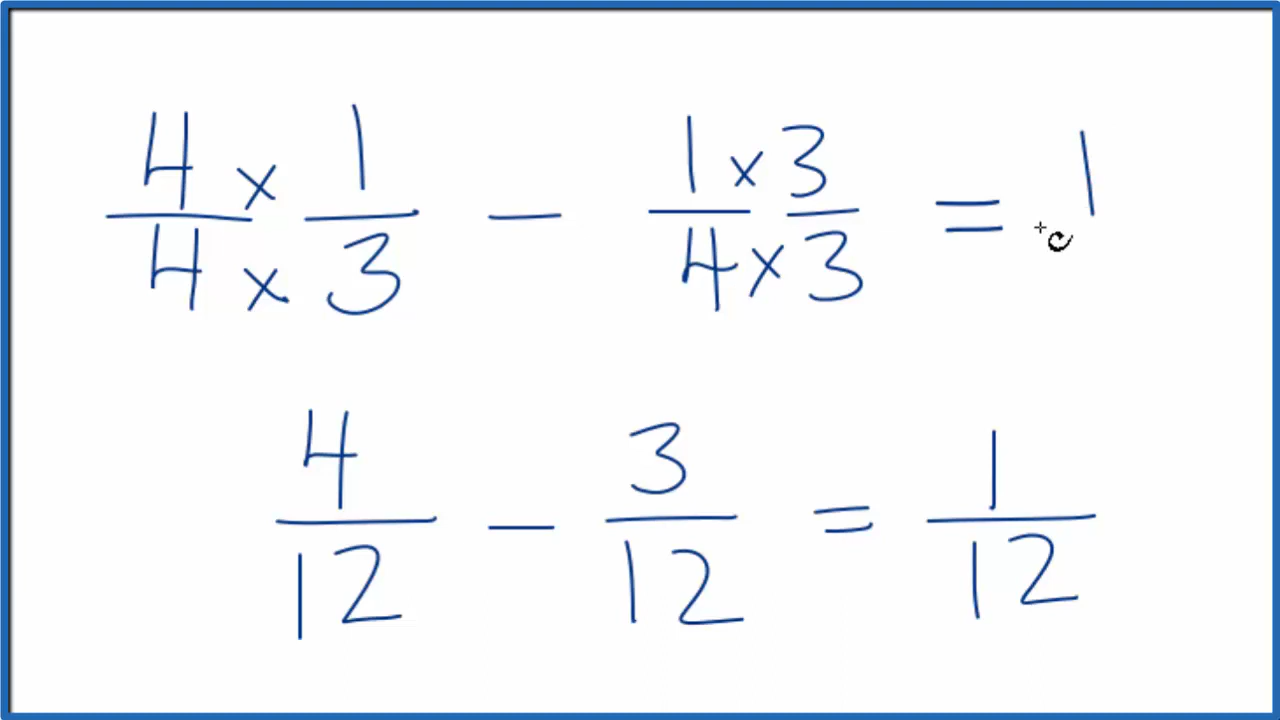 4/4 × 1/3 − 1 × 3/4 × 3 = 1
4/12 − 3/12 = 1/12